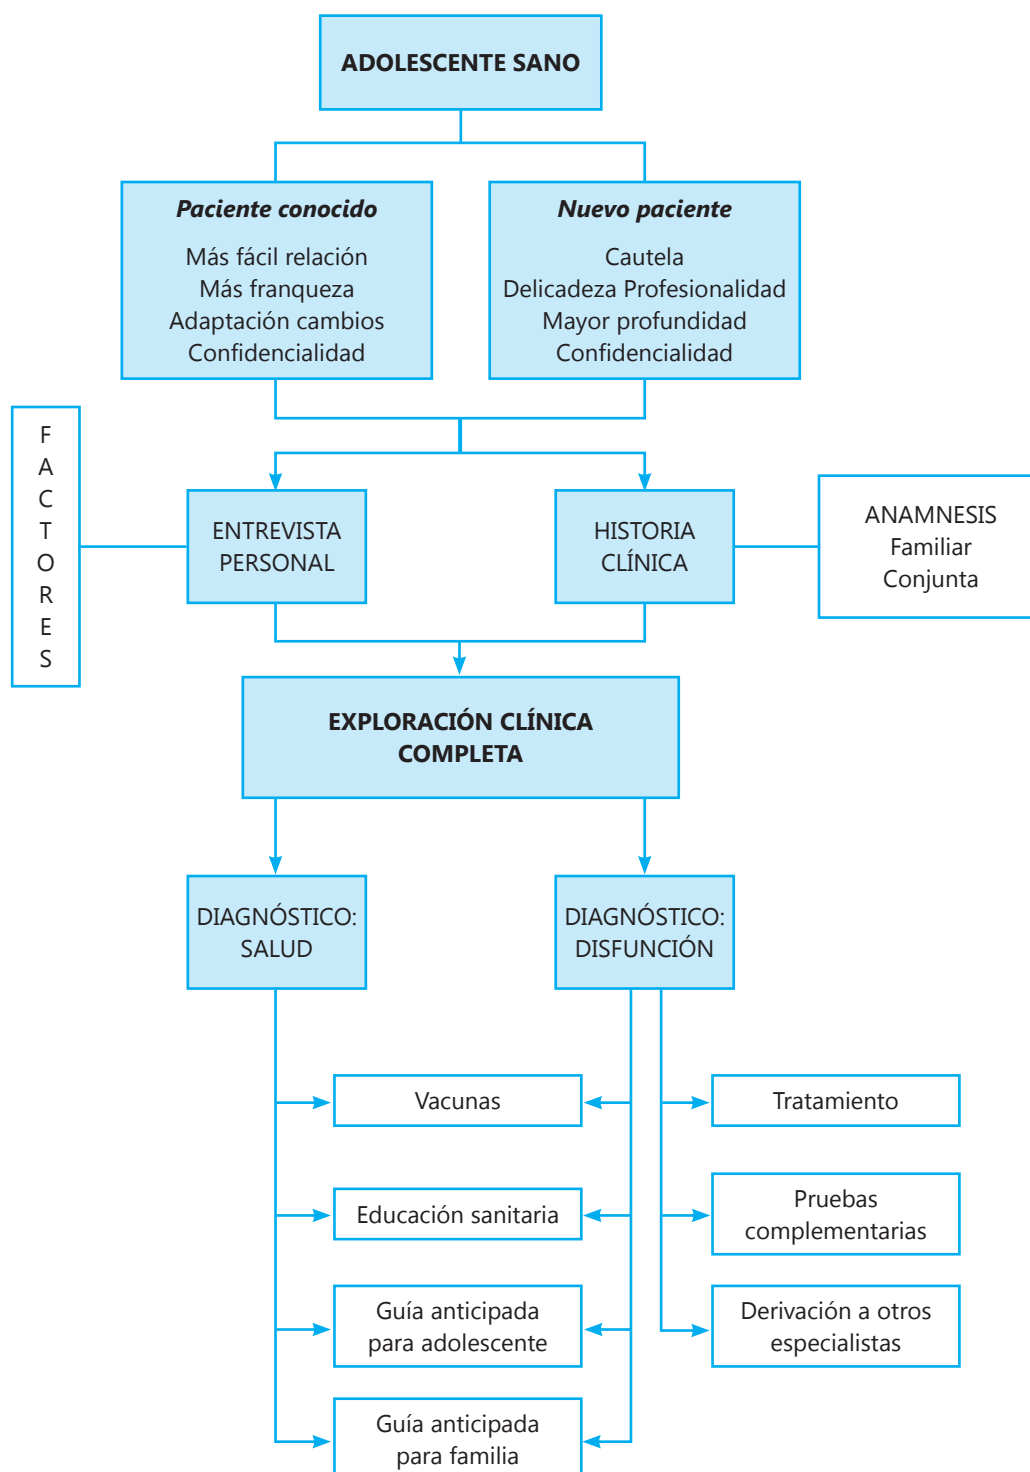 ADOLESCENTE SANO
Paciente conocido
Más fácil relación
Más franqueza
Adaptación cambios
Confidencialidad
Nuevo paciente
Cautela
Delicadeza Profesionalidad
Mayor profundidad
Confidencialidad
F
A
C
T
O
R
E
S
ENTREVISTA
PERSONAL
HISTORIA
CLÍNICA
ANAMNESIS
Familiar
Conjunta
EXPLORACIÓN CLÍNICA
COMPLETA
DIAGNÓSTICO:
SALUD
DIAGNÓSTICO:
DISFUNCIÓN
Vacunas
Tratamiento
Educación sanitaria
Pruebas
complementarias
Guía anticipada
para adolescente
Derivación a otros
especialistas
Guía anticipada
para familia